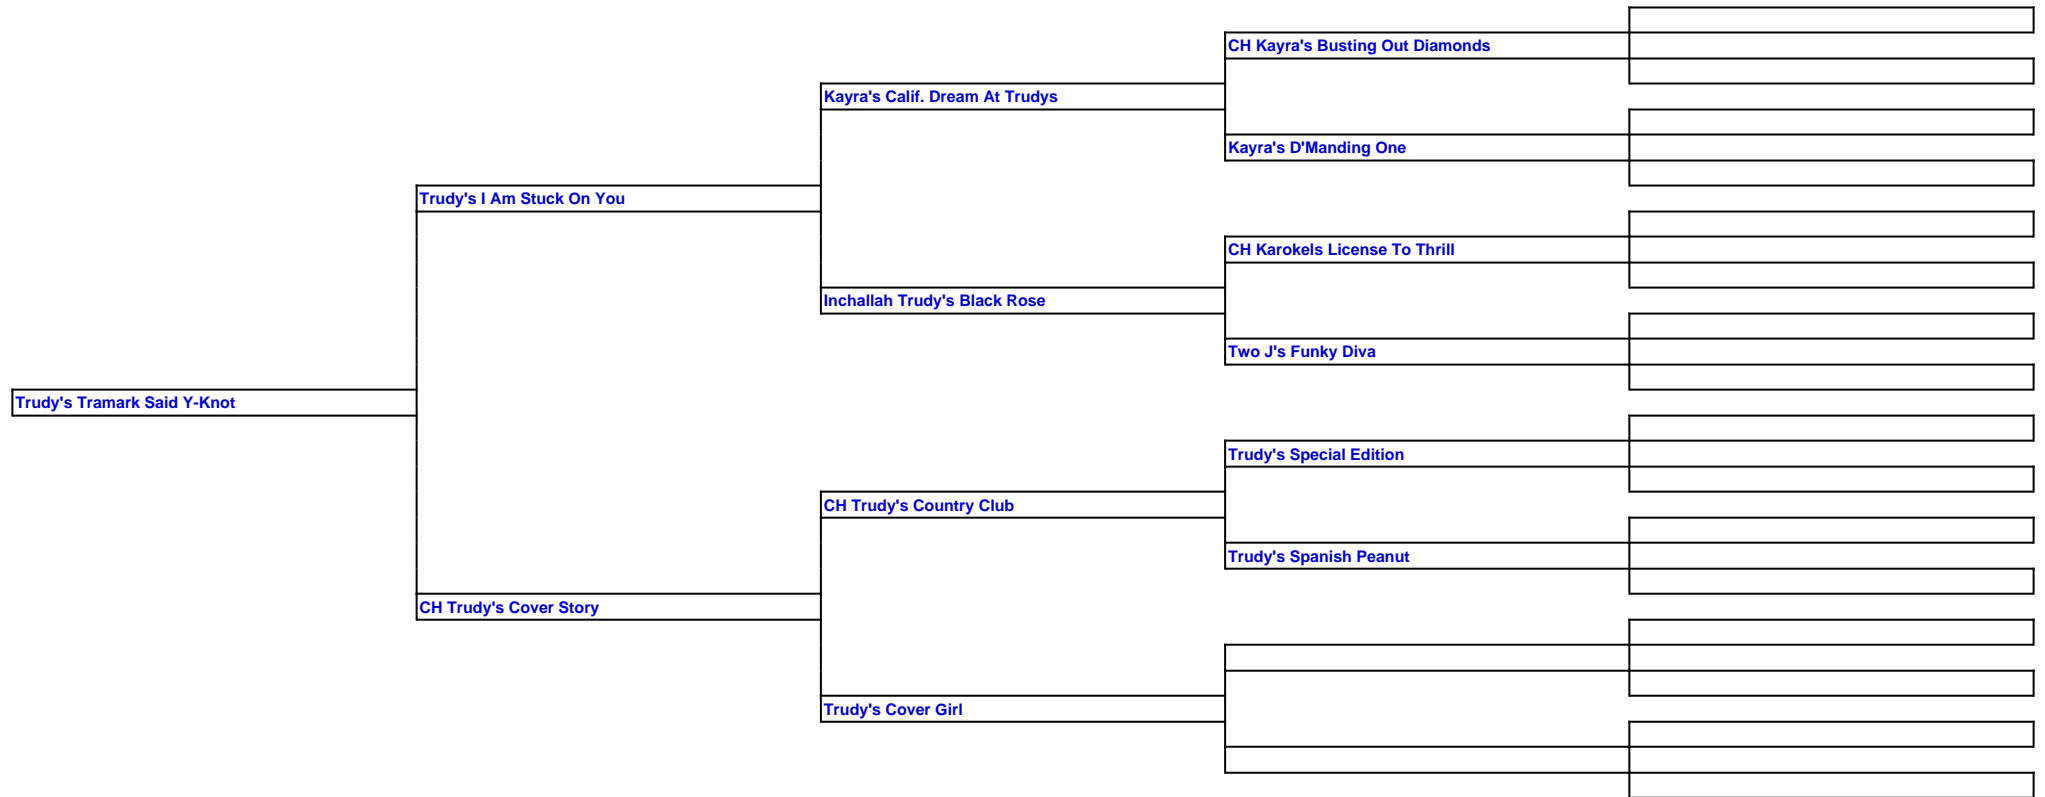 CH Kayra's Busting Out Diamonds
Kayra's Calif. Dream At Trudys
Kayra's D'Manding One
Trudy's I Am Stuck On You
CH Karokels License To Thrill
Inchallah Trudy's Black Rose
Two J's Funky Diva
Trudy's Tramark Said Y-Knot
Trudy's Special Edition
CH Trudy's Country Club
Trudy's Spanish Peanut
CH Trudy's Cover Story
Trudy's Cover Girl